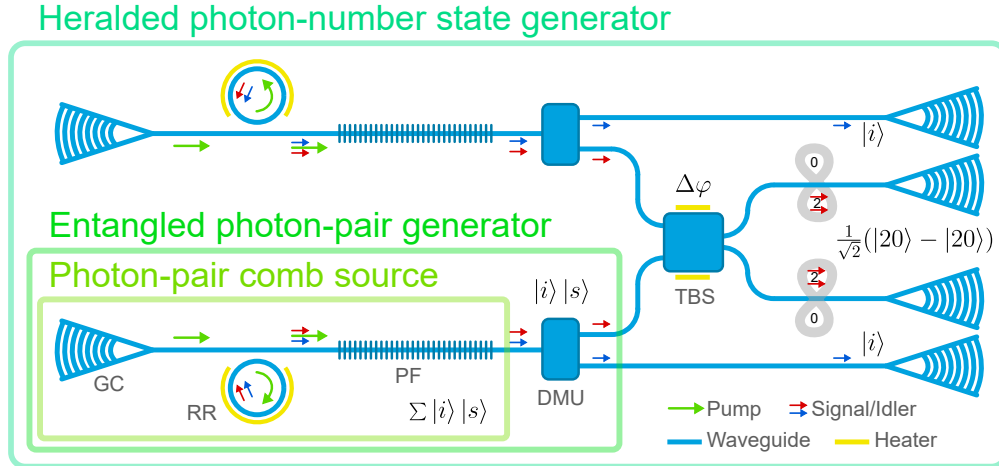 Heralded photon-number state generator
|i⟩
0
2
Δφ
Entangled photon-pair generator
1/√2(|20⟩ − |20⟩)
Photon-pair comb source
|i⟩ |s⟩
TBS
2
0
|i⟩
GC
PF
DMU
RR
Σ |i⟩ |s⟩
Pump
Signal/Idler
Waveguide
Heater